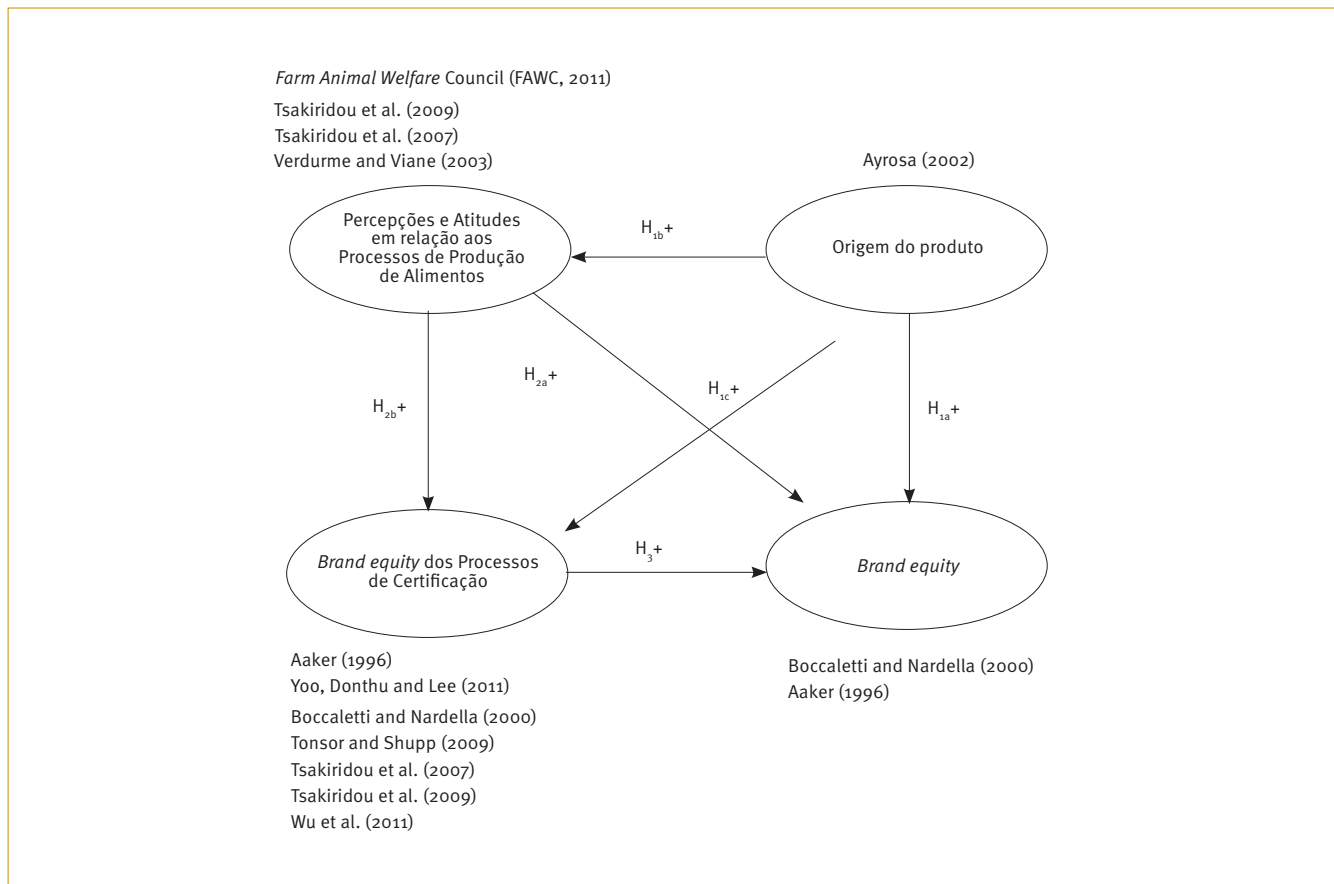 Farm Animal Welfare Council (FAWC, 2011)
Tsakiridou et al. (2009)
Tsakiridou et al. (2007)
Verdurme and Viane (2003)
Ayrosa (2002)
Percepções e Atitudes
em relação aos
Processos de Produção
de Alimentos
H1b+
Origem do produto
H2a+
H1c+
H2b+
H1a+
Brand equity dos Processos
de Certificação
H3+
Brand equity
Aaker (1996)
Yoo, Donthu and Lee (2011)
Boccaletti and Nardella (2000)
Tonsor and Shupp (2009)
Tsakiridou et al. (2007)
Tsakiridou et al. (2009)
Wu et al. (2011)
Boccaletti and Nardella (2000)
Aaker (1996)